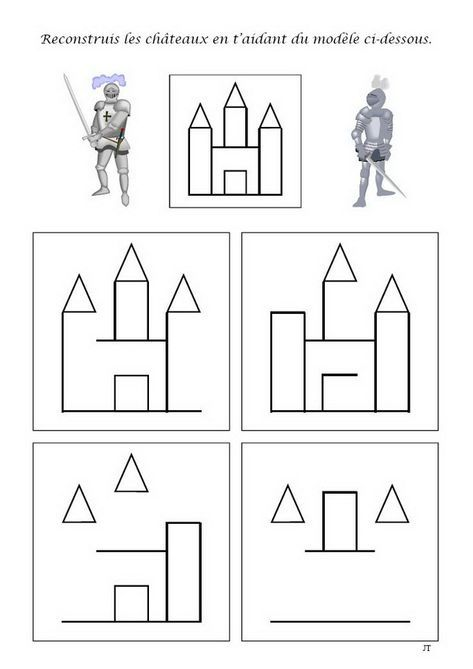 Reconstruis les châteaux en t'aidant du modèle ci-dessous.
JT